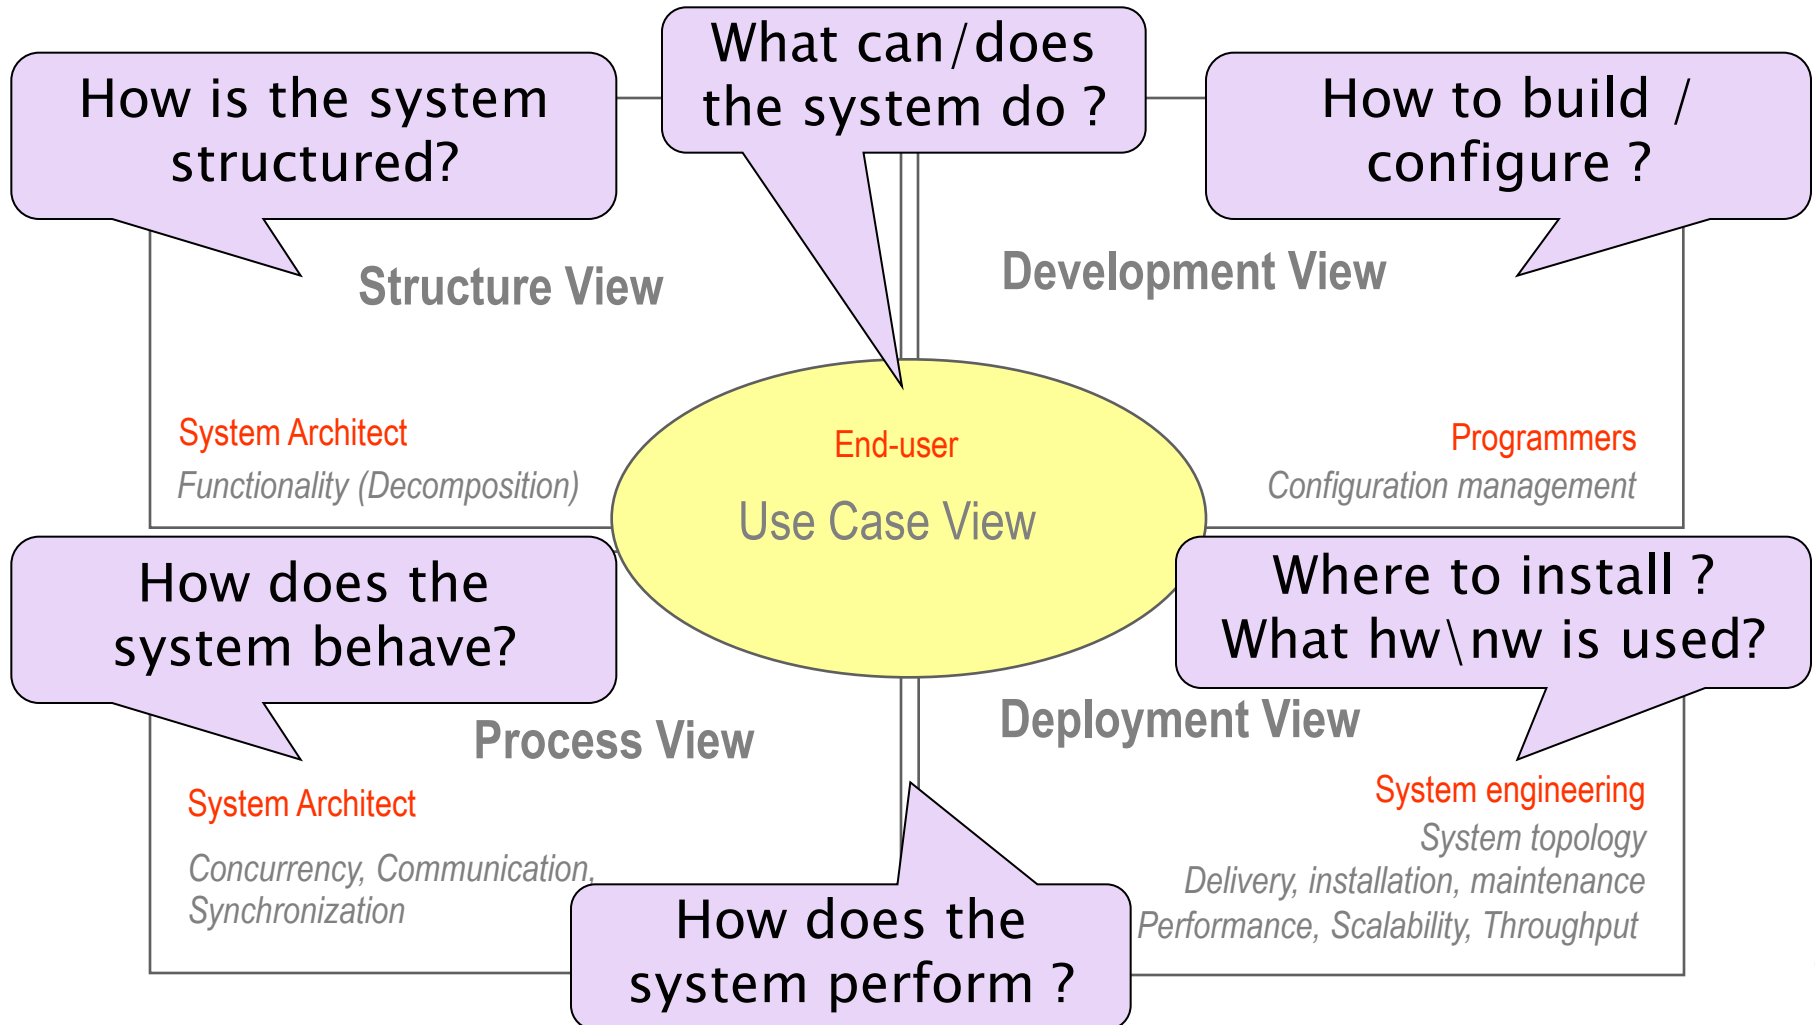 How is the system
structured?
What can/does
the system do ?
How to build /
configure ?
Structure View
Development View
System Architect
Functionality (Decomposition)
End-user
Use Case View
Programmers
Configuration management
How does the
system behave?
Where to install ?
What hw\nw is used?
Process View
Deployment View
System Architect
Concurrency, Communication,
Synchronization
System engineering
System topology
Delivery, installation, maintenance
Performance, Scalability, Throughput
How does the
system perform ?